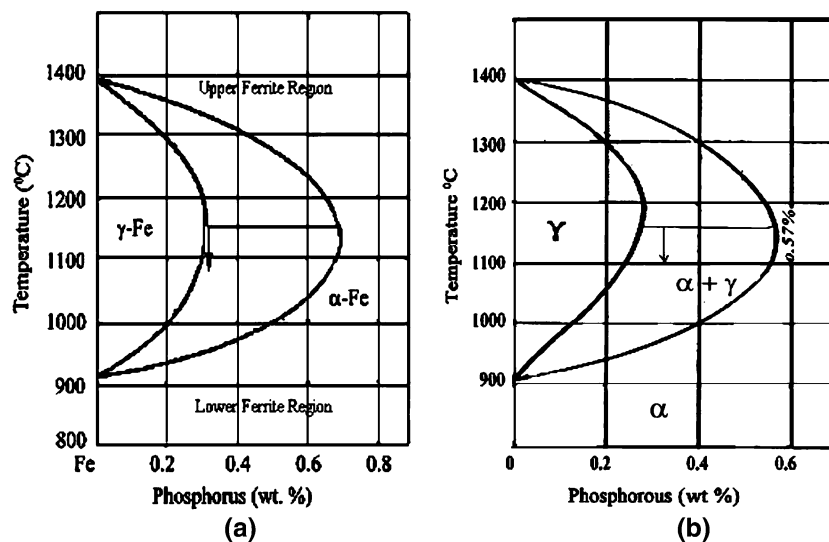 Temperature (⁰C)
1400
1300
1200
1100
1000
900
800
Upper Ferrite Region
γ-Fe
α-Fe
Lower Ferrite Region
Fe
0.2
0.4
0.6
0.8
Phosphorus (wt. %)
(a)
Temperature ⁰C
1400
1300
1200
1100
1000
900
γ
0.57%
α + γ
α
0
0.2
0.4
0.6
Phosphorous (wt %)
(b)